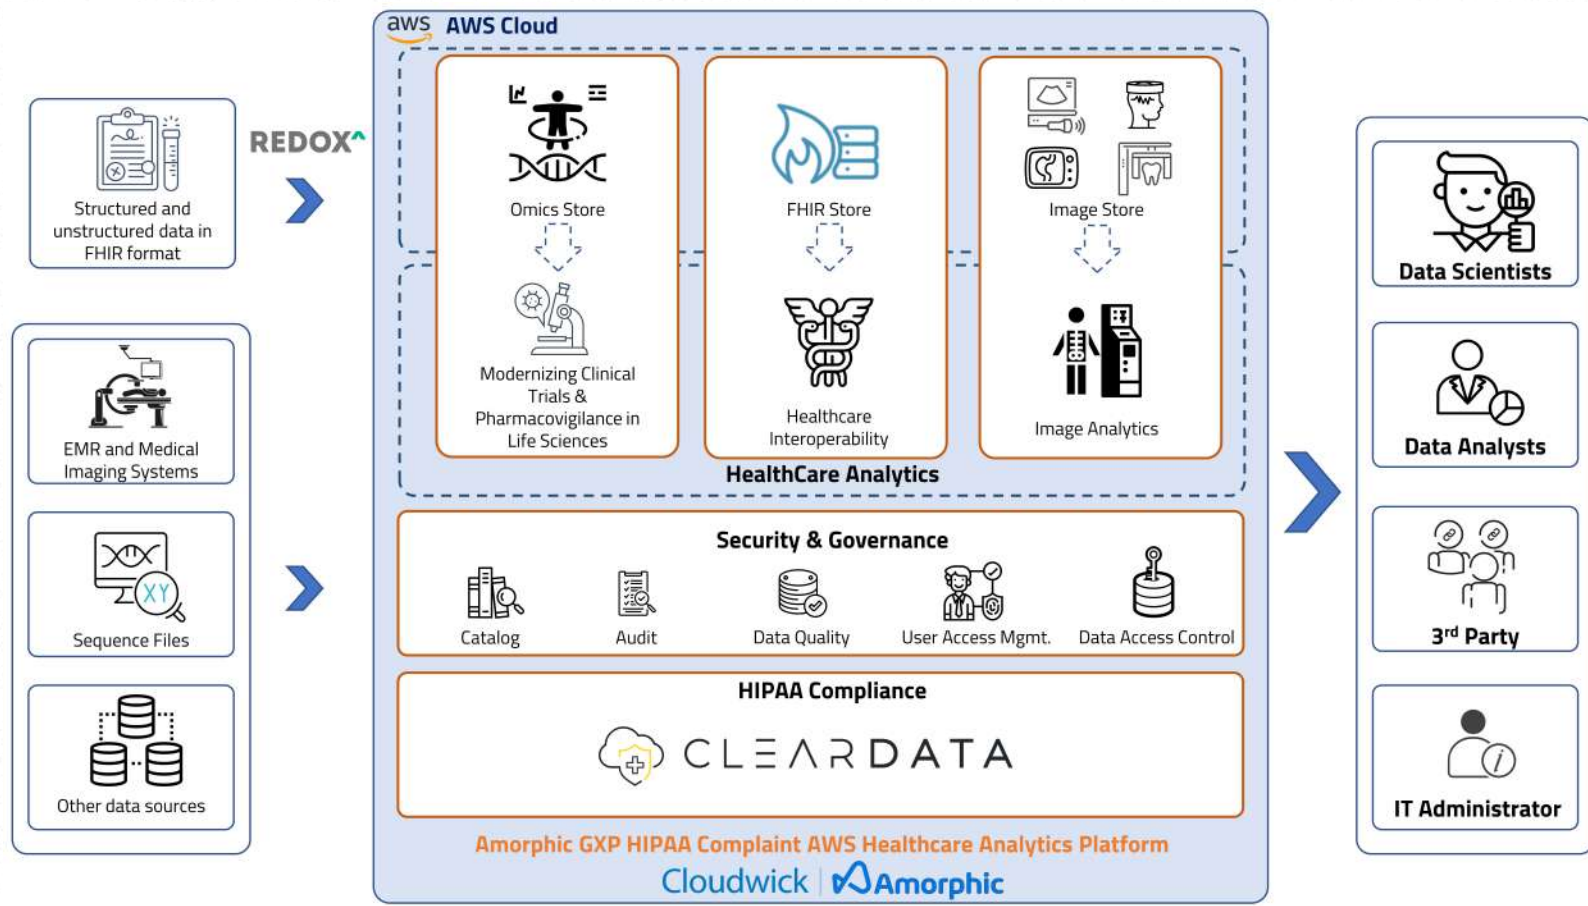 aws AWS Cloud
Structured and
unstructured data in
FHIR format
REDOX
EMR and Medical
Imaging Systems
XY
Sequence Files
Other data sources
Omics Store
FHIR Store
Image Store
Modernizing Clinical
Trials &
Pharmacovigilance in
Life Sciences
Healthcare
Interoperability
Image Analytics
HealthCare Analytics
Security & Governance
Catalog
Audit
Data Quality
User Access Mgmt.
Data Access Control
HIPAA Compliance
CLEARDATA
Amorphic GXP HIPAA Complaint AWS Healthcare Analytics Platform
Cloudwick | Amorphic
Data Scientists
Data Analysts
3rd Party
i
IT Administrator